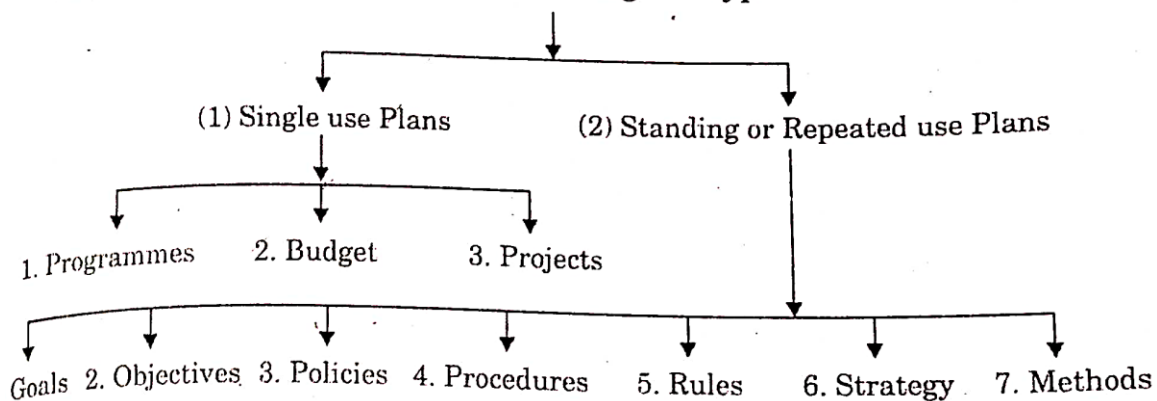 (1) Single use Plans (2) Standing or Repeated use Plans
1. Programmes 2. Budget 3. Projects
Goals 2. Objectives 3. Policies 4. Procedures 5. Rules 6. Strategy 7. Methods